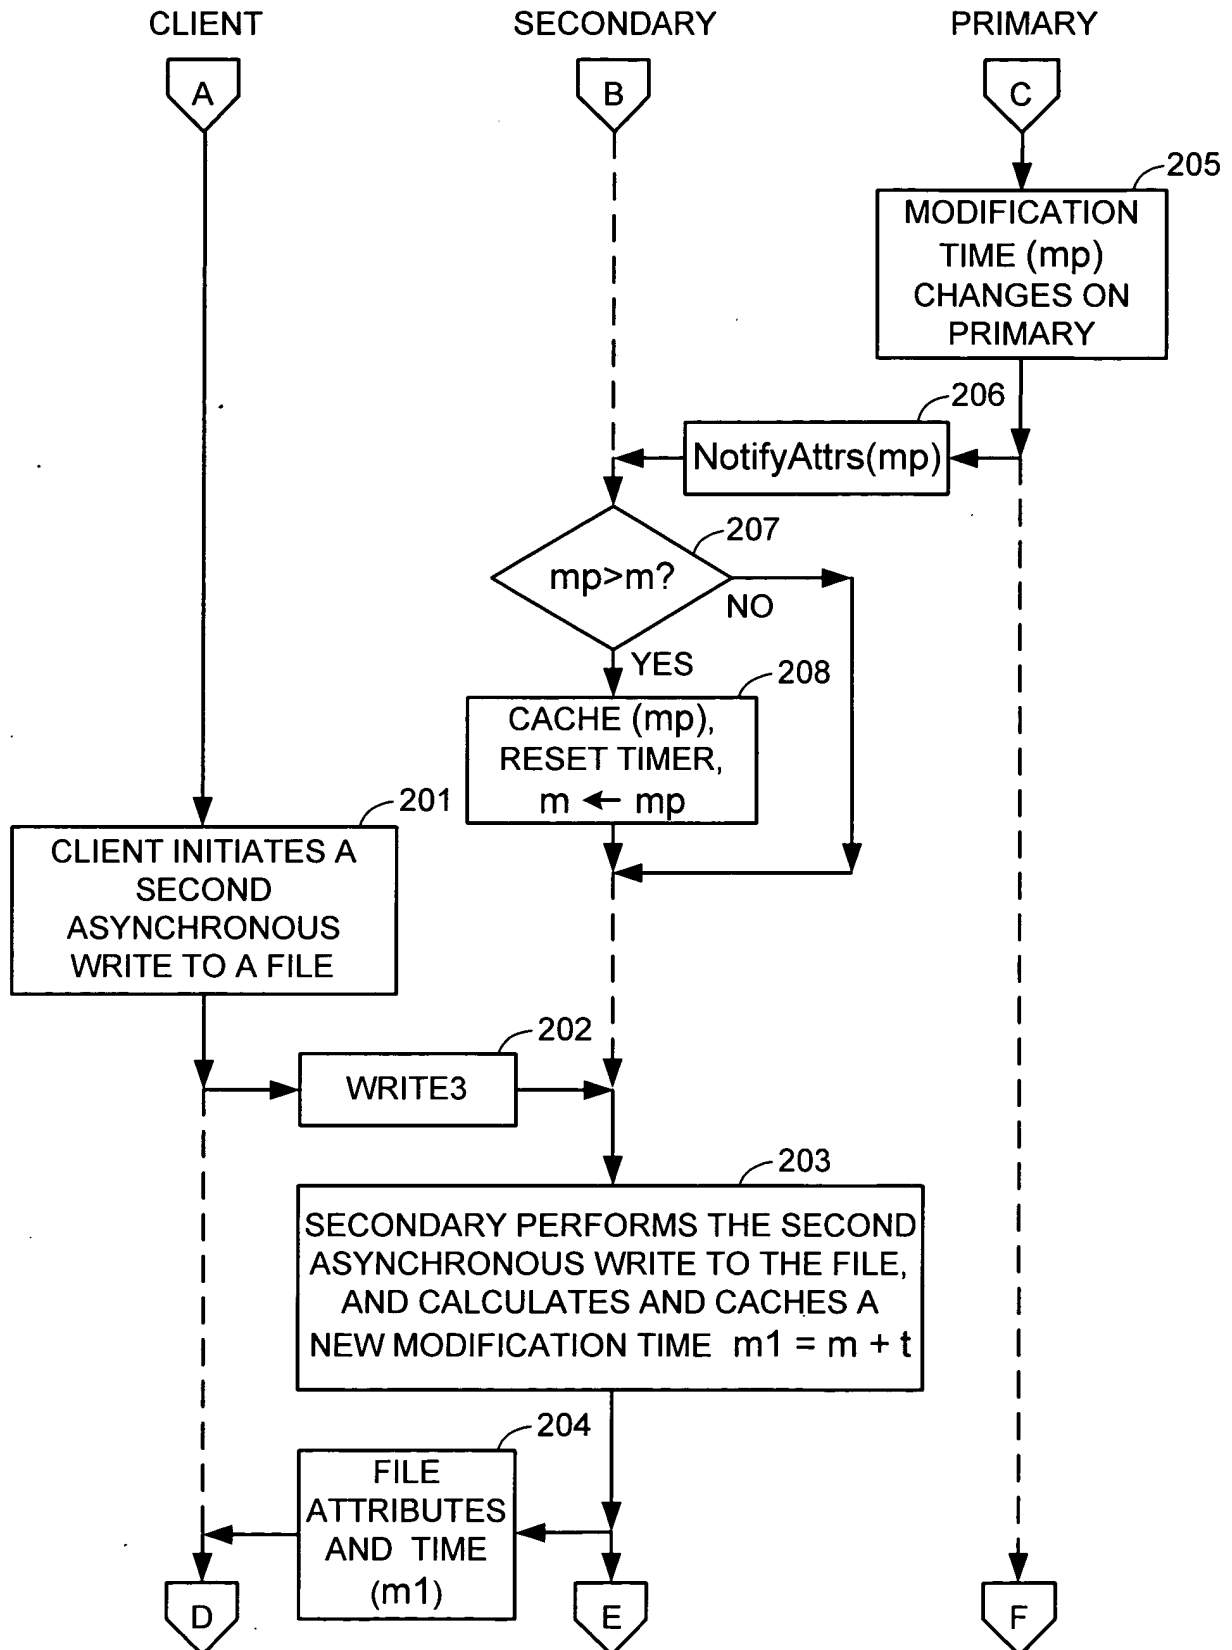 CLIENT
SECONDARY
PRIMARY
A
B
C
205
MODIFICATION
TIME (mp)
CHANGES ON
PRIMARY
206
NotifyAttrs(mp)
207
mp>m?
NO
YES
208
CACHE (mp),
RESET TIMER,
m ← mp
201
CLIENT INITIATES A
SECOND
ASYNCHRONOUS
WRITE TO A FILE
202
WRITE3
203
SECONDARY PERFORMS THE SECOND
ASYNCHRONOUS WRITE TO THE FILE,
AND CALCULATES AND CACHES A
NEW MODIFICATION TIME m1 = m + t
204
FILE
ATTRIBUTES
AND TIME
(m1)
D
E
F